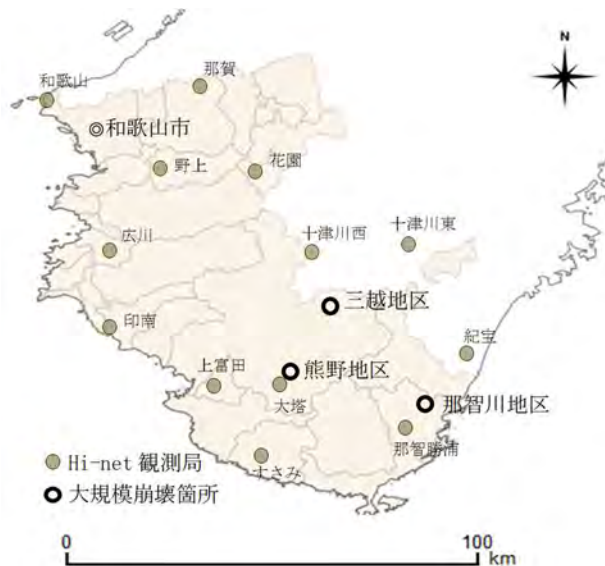 N
那賀
和歌山
◎和歌山市
野上
花園
広川
十津川西
十津川東
三越地区
印南
紀宝
上富田
熊野地区
大塔
那智川地区
那智勝浦
すさみ
Hi-net 観測局
大規模崩壊箇所
0
100
km